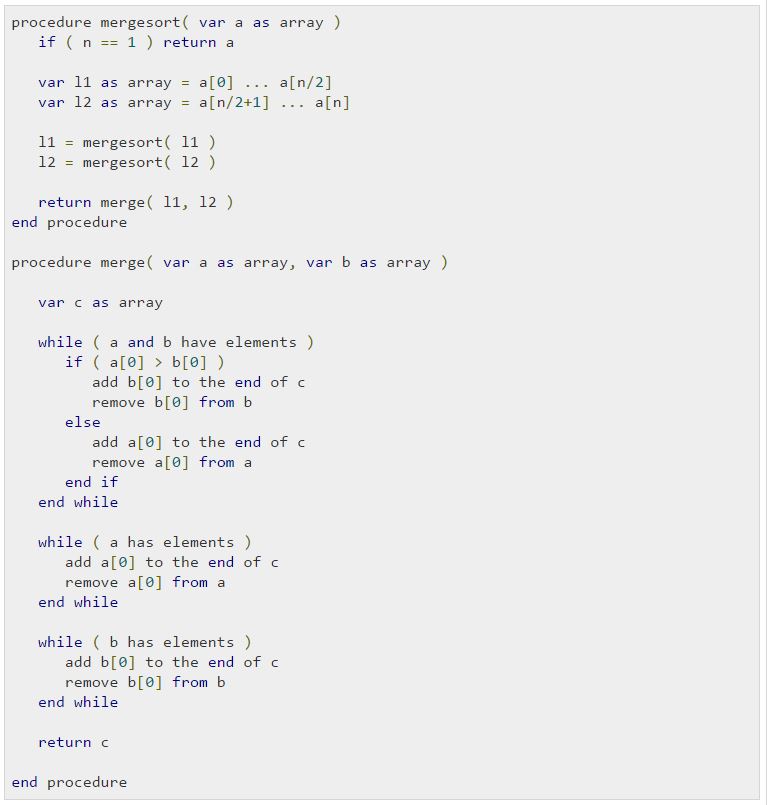 procedure mergesort( var a as array )
   if ( n == 1 ) return a

   var l1 as array = a[0] ... a[n/2]
   var l2 as array = a[n/2+1] ... a[n]

   l1 = mergesort( l1 )
   l2 = mergesort( l2 )

   return merge( l1, l2 )
end procedure

procedure merge( var a as array, var b as array )

   var c as array

   while ( a and b have elements )
      if ( a[0] > b[0] )
         add b[0] to the end of c
         remove b[0] from b
      else
         add a[0] to the end of c
         remove a[0] from a
      end if
   end while

   while ( a has elements )
      add a[0] to the end of c
      remove a[0] from a
   end while

   while ( b has elements )
      add b[0] to the end of c
      remove b[0] from b
   end while

   return c

end procedure